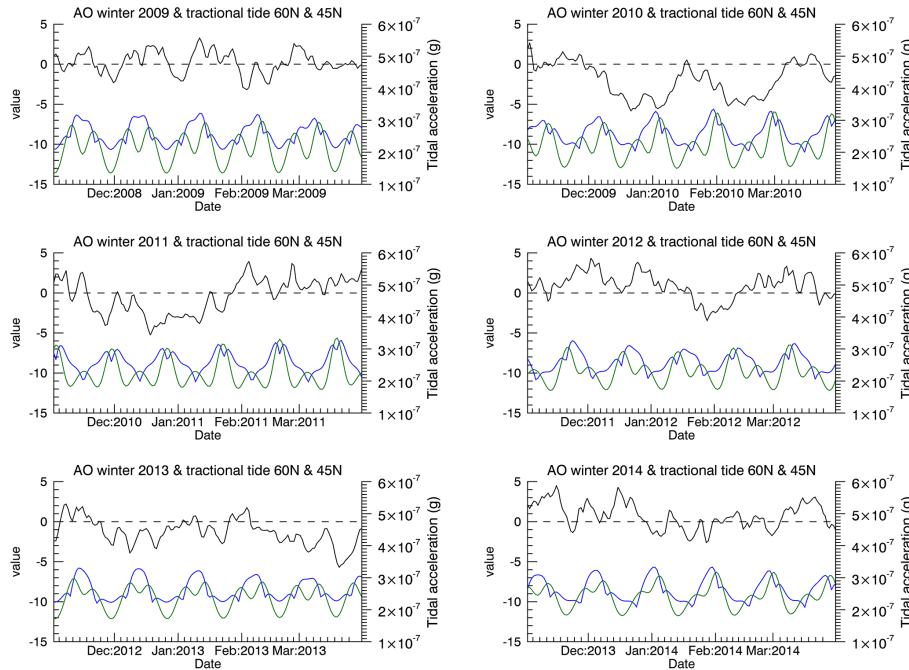 AO winter 2009 & tractional tide 60N & 45N
5
0
-5
-10
-15
value
6×10^-7
5×10^-7
4×10^-7
3×10^-7
2×10^-7
1×10^-7
Tidal acceleration (g)
Dec:2008 Jan:2009 Feb:2009 Mar:2009
Date
AO winter 2010 & tractional tide 60N & 45N
5
0
-5
-10
-15
value
6×10^-7
5×10^-7
4×10^-7
3×10^-7
2×10^-7
1×10^-7
Tidal acceleration (g)
Dec:2009 Jan:2010 Feb:2010 Mar:2010
Date
AO winter 2011 & tractional tide 60N & 45N
5
0
-5
-10
-15
value
6×10^-7
5×10^-7
4×10^-7
3×10^-7
2×10^-7
1×10^-7
Tidal acceleration (g)
Dec:2010 Jan:2011 Feb:2011 Mar:2011
Date
AO winter 2012 & tractional tide 60N & 45N
5
0
-5
-10
-15
value
6×10^-7
5×10^-7
4×10^-7
3×10^-7
2×10^-7
1×10^-7
Tidal acceleration (g)
Dec:2011 Jan:2012 Feb:2012 Mar:2012
Date
AO winter 2013 & tractional tide 60N & 45N
5
0
-5
-10
-15
value
6×10^-7
5×10^-7
4×10^-7
3×10^-7
2×10^-7
1×10^-7
Tidal acceleration (g)
Dec:2012 Jan:2013 Feb:2013 Mar:2013
Date
AO winter 2014 & tractional tide 60N & 45N
5
0
-5
-10
-15
value
6×10^-7
5×10^-7
4×10^-7
3×10^-7
2×10^-7
1×10^-7
Tidal acceleration (g)
Dec:2013 Jan:2014 Feb:2014 Mar:2014
Date